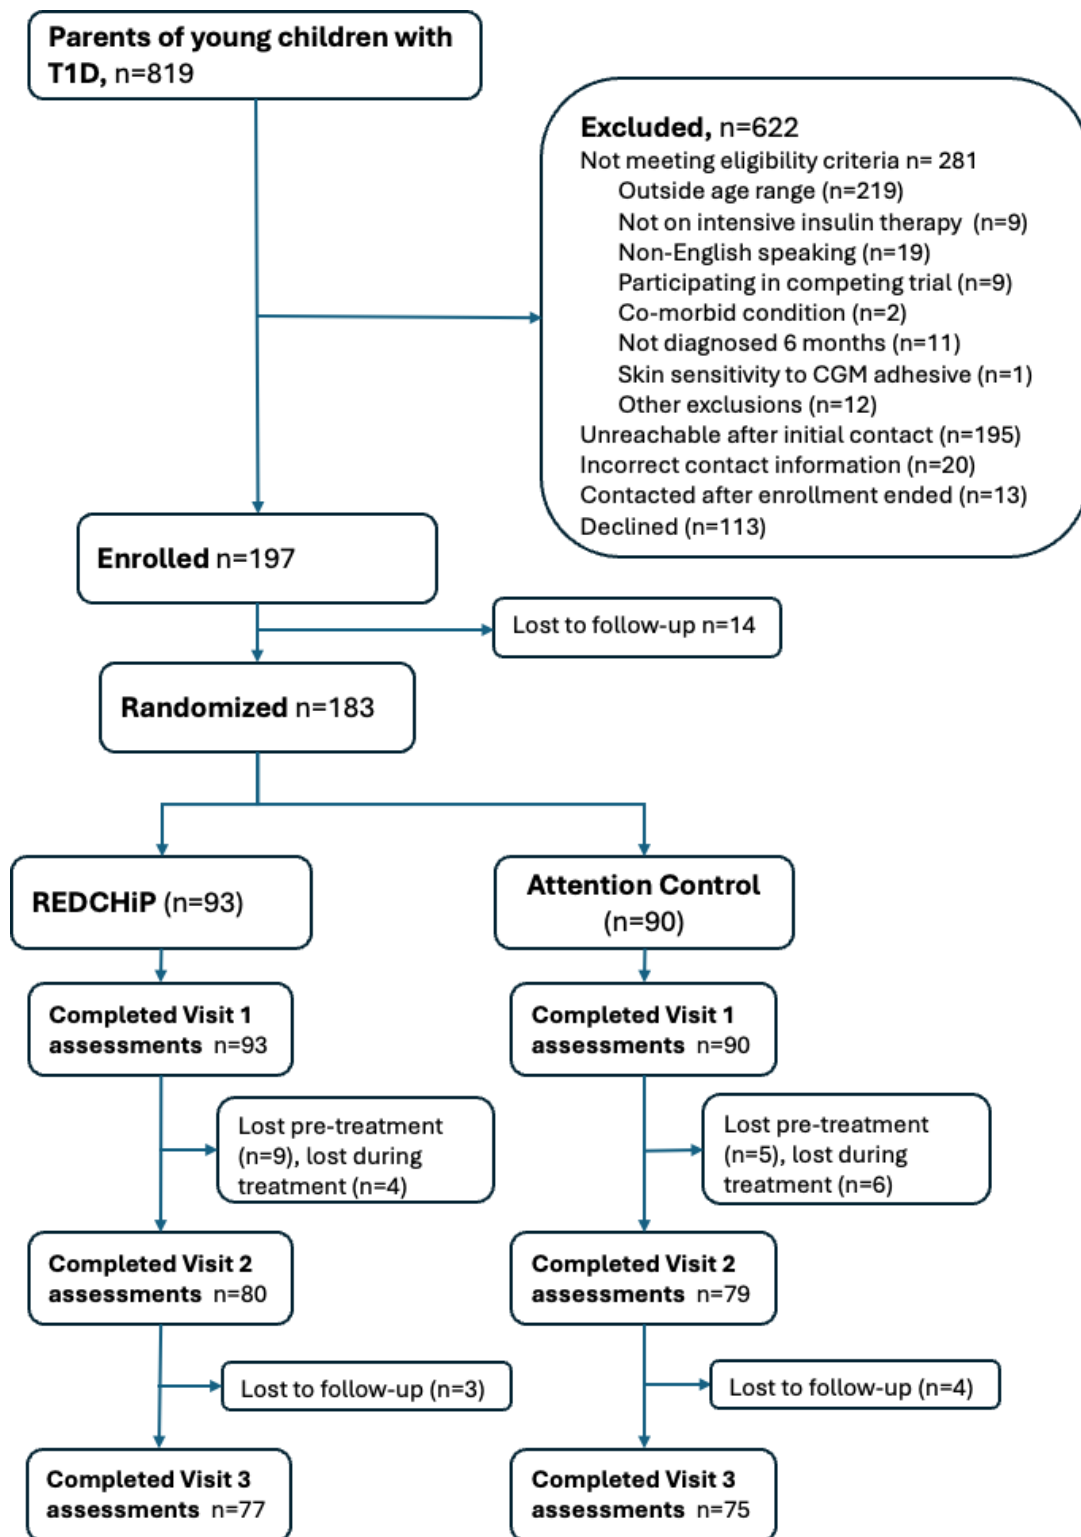 Parents of young children with
T1D, n=819
Excluded, n=622
Not meeting eligibility criteria n= 281
Outside age range (n=219)
Not on intensive insulin therapy (n=9)
Non-English speaking (n=19)
Participating in competing trial (n=9)
Co-morbid condition (n=2)
Not diagnosed 6 months (n=11)
Skin sensitivity to CGM adhesive (n=1)
Other exclusions (n=12)
Unreachable after initial contact (n=195)
Incorrect contact information (n=20)
Contacted after enrollment ended (n=13)
Declined (n=113)
Enrolled n=197
Lost to follow-up n=14
Randomized n=183
REDCHiP (n=93)
Attention Control
(n=90)
Completed Visit 1
assessments n=93
Completed Visit 1
assessments n=90
Lost pre-treatment
(n=9), lost during
treatment (n=4)
Lost pre-treatment
(n=5), lost during
treatment (n=6)
Completed Visit 2
assessments n=80
Completed Visit 2
assessments n=79
Lost to follow-up (n=3)
Lost to follow-up (n=4)
Completed Visit 3
assessments n=77
Completed Visit 3
assessments n=75